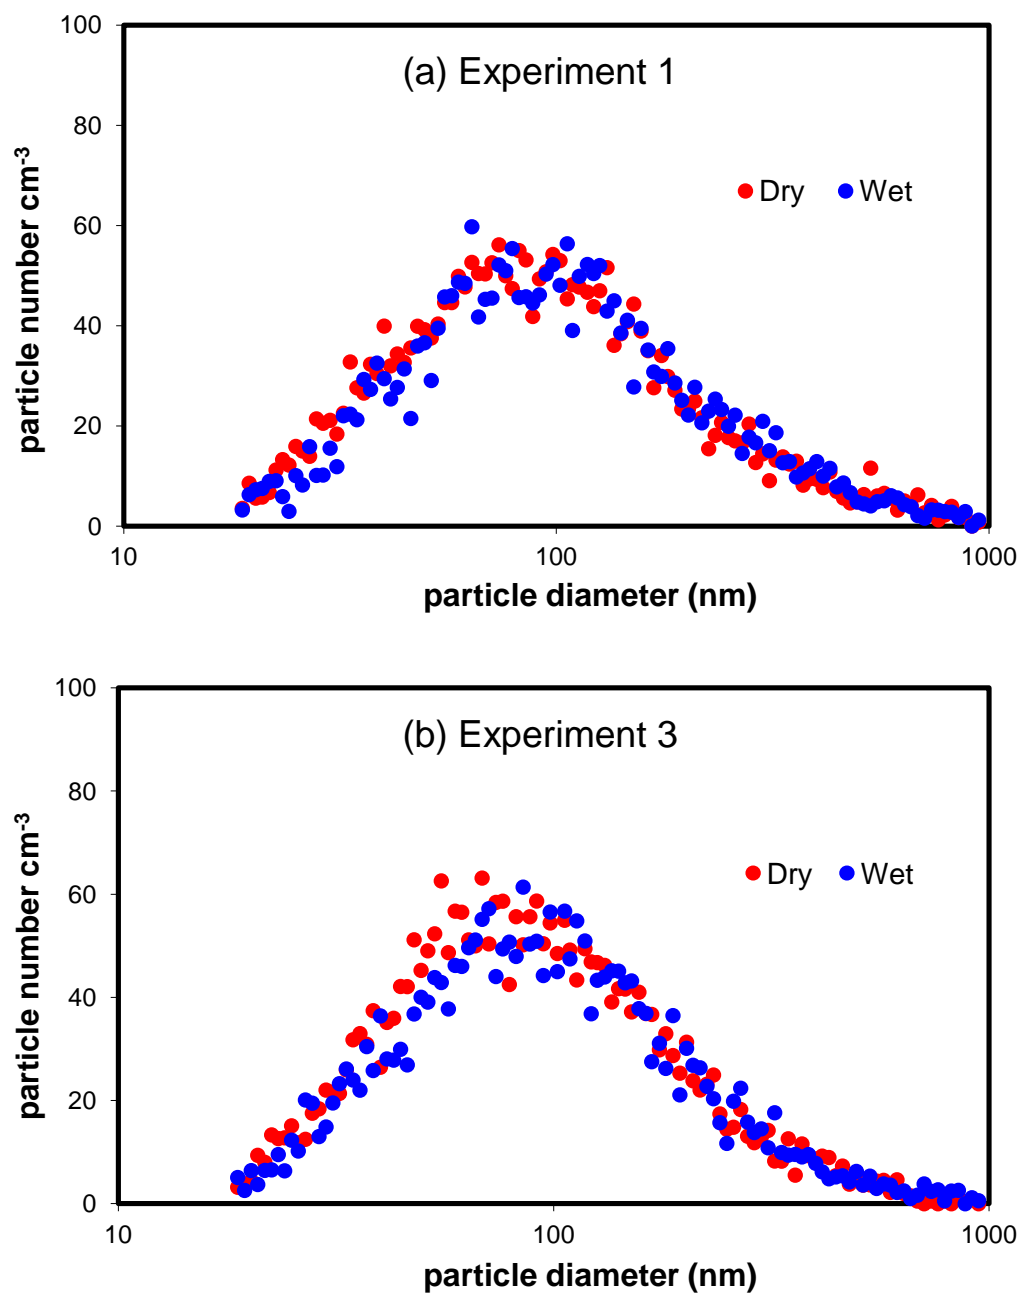 (a) Experiment 1
particle number cm-3
100
80
60
40
20
0
Dry Wet
10 100 1000
particle diameter (nm)
(b) Experiment 3
particle number cm-3
100
80
60
40
20
0
Dry Wet
10 100 1000
particle diameter (nm)